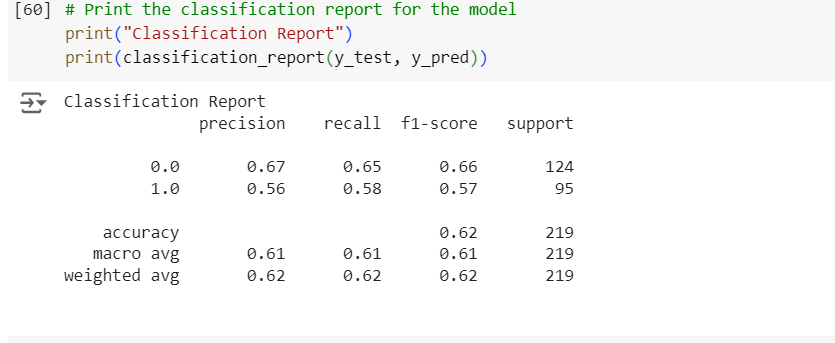 [60] # Print the classification report for the model
print("Classification Report")
print(classification_report(y_test, y_pred))
Classification Report
precision recall f1-score support
0.0 0.67 0.65 0.66 124
1.0 0.56 0.58 0.57 95
accuracy 0.62 219
macro avg 0.61 0.61 0.61 219
weighted avg 0.62 0.62 0.62 219